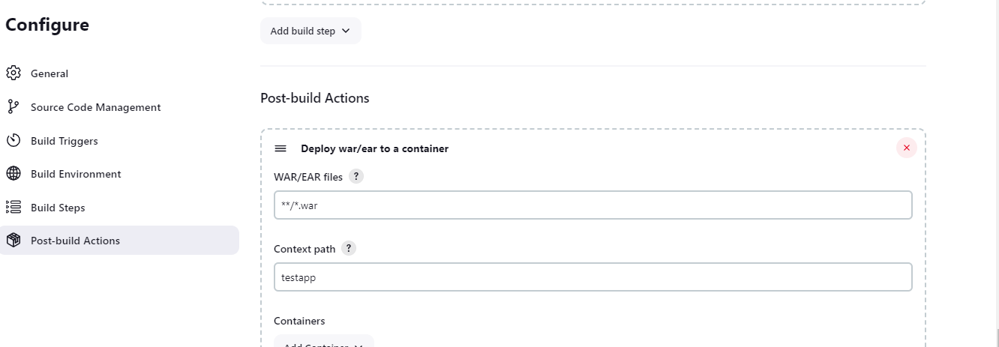 Configure
General
Source Code Management
Build Triggers
Build Environment
Build Steps
Post-build Actions
Add build step
Post-build Actions
Deploy war/ear to a container
WAR/EAR files ?
**/*.war
Context path ?
testapp
Containers
Add Container